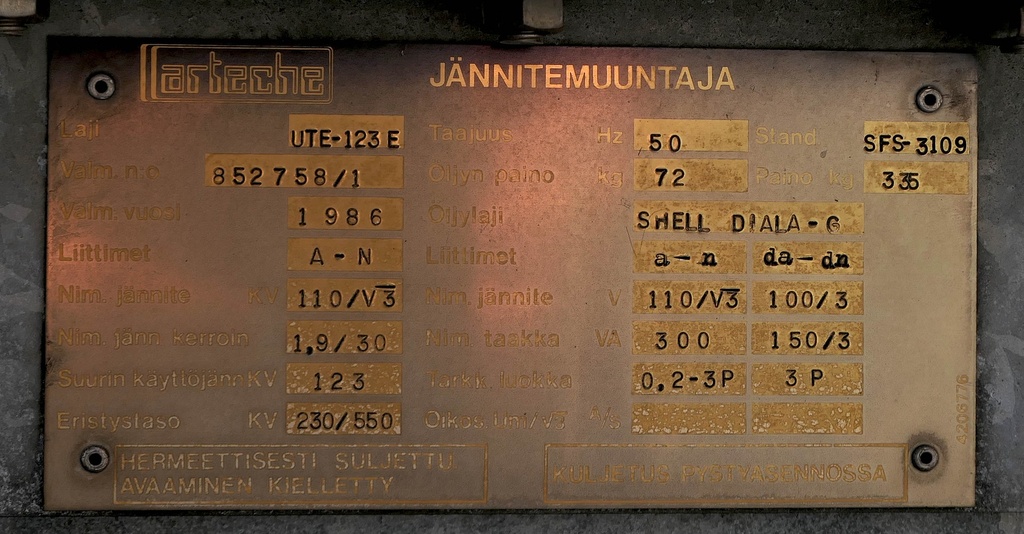 arteche JÄNNITEMUUNTAJA
Laji UTE-123 E Taajuus Hz 50 Stand SFS-3109
Valm. n:o 852758/1 Öljyn paino kg 72 Paino kg 335
Valm. vuosi 1986 Öljylaji SHELL DIALA-G
Liittimet A-N Liittimet a-n da-dn
Nim. jännite KV 110/√3 Nim. jännite V 110/√3 100/3
Nim. jänn. kerroin 1,9/30 Nim. taakka VA 300 150/3
Suurin käyttöjänn KV 123 Tarkk. luokka 0,2-3P 3P
Eristystaso KV 230/550 Oikos. Um/√3 A/s
HERMEETTISESTI SULJETTU KULJETUS PYSTYASENNOSSA
AVAAMINEN KIELLETTY
4208776